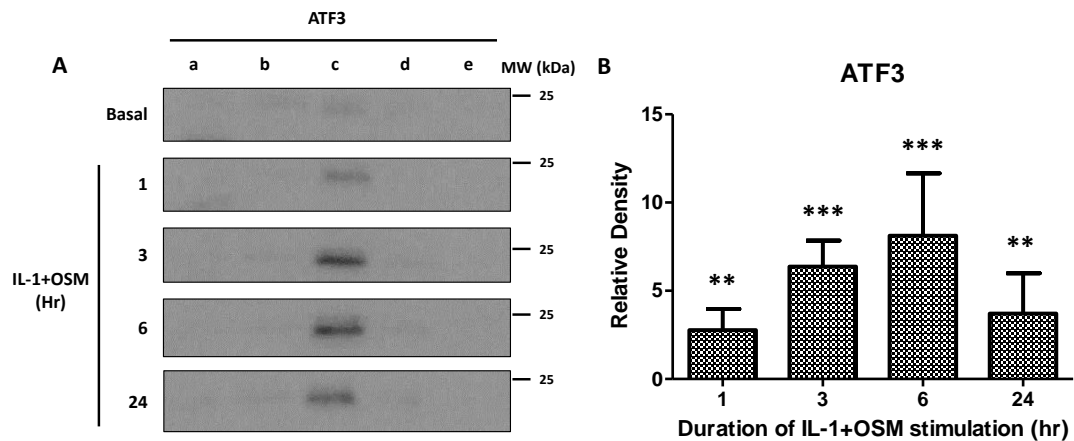 ATF3
A
a b c d e MW (kDa)
Basal
25
1
25
3
25
IL-1+OSM
(Hr)
6
25
24
25
B
ATF3
Relative Density
15
10
5
0
**
***
***
**
1 3 6 24
Duration of IL-1+OSM stimulation (hr)